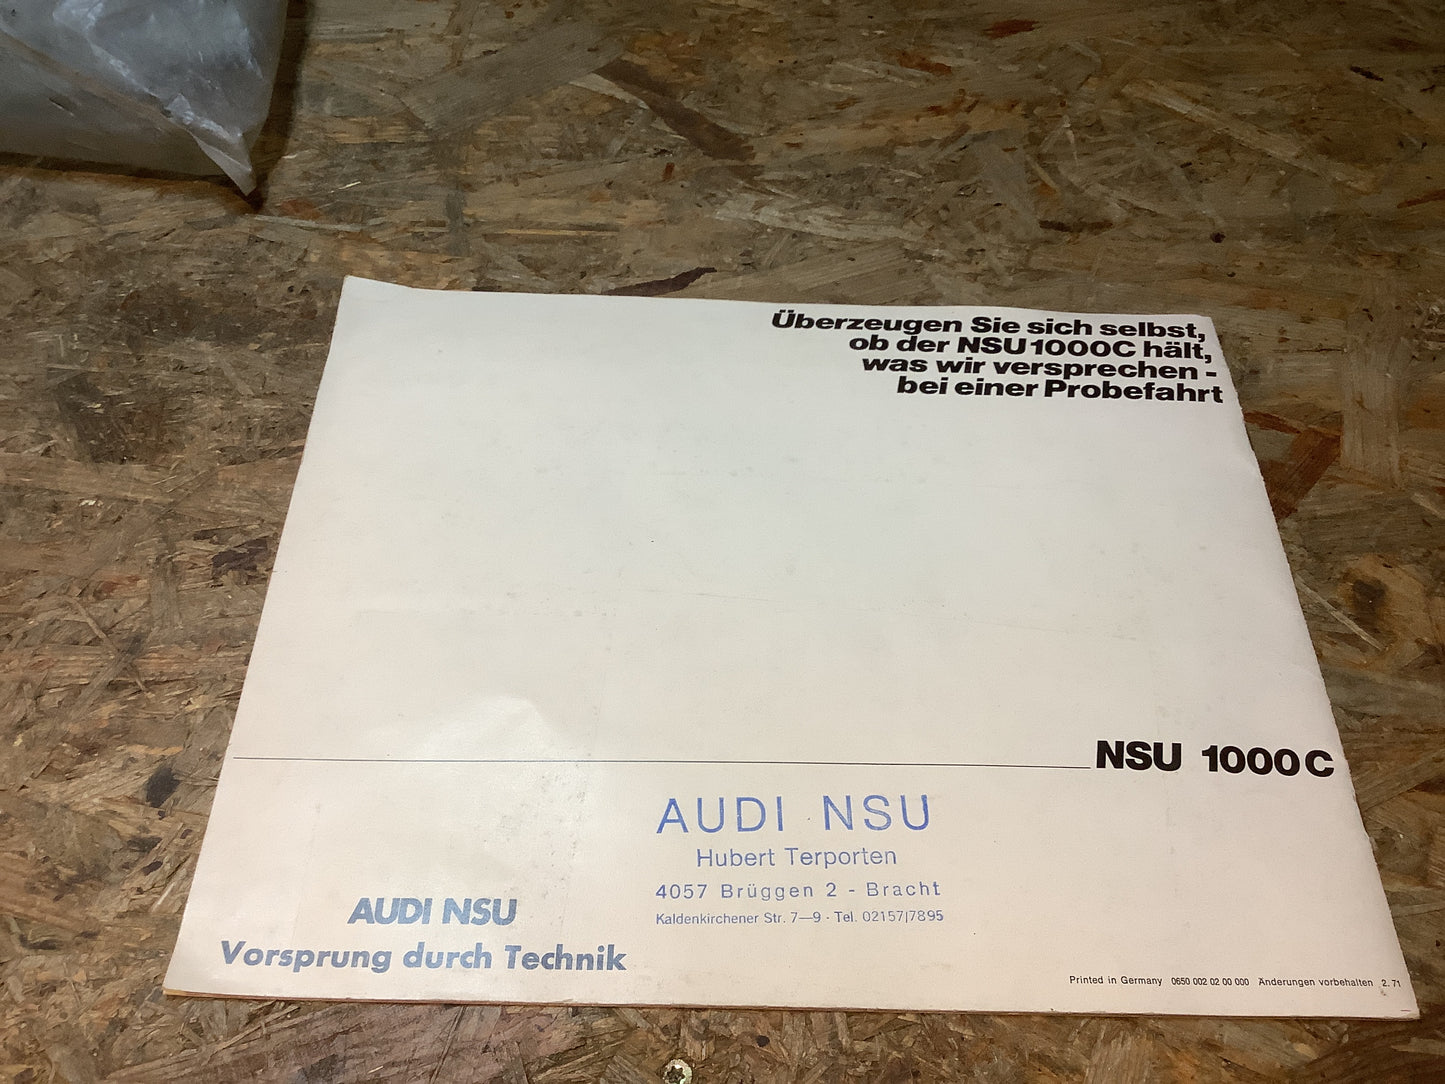 Überzeugen Sie sich selbst,
ob der NSU 1000C hält,
was wir versprechen -
bei einer Probefahrt
NSU 1000C
AUDI NSU
Hubert Terporten
4057 Brüggen 2 - Bracht
Kaldenkirchener Str. 7—9 · Tel. 02157/7895
AUDI NSU
Vorsprung durch Technik
Printed in Germany 0650 002 02 00 000 Änderungen vorbehalten 2.71